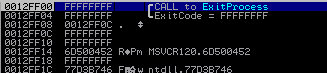 0012FF00 FFFFFFFF CALL to ExitProcess
0012FF04 FFFFFFFF ExitCode = FFFFFFFF
0012FF08 0012FF0C . $
0012FF0C FFFFFFFF
0012FF10 FFFFFFFF
0012FF14 6D500452 R♦Pm MSVCR120.6D500452
0012FF18 FFFFFFFF
0012FF1C 77D3B746 ntdll.77D3B746